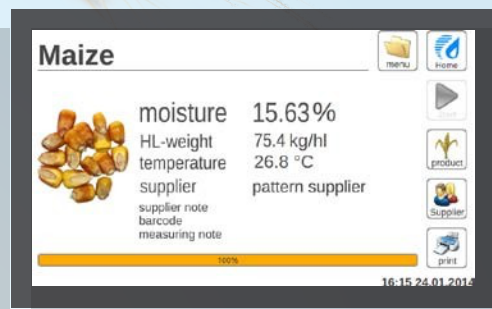 Maize
menu
Home
moisture 15.63%
HL-weight 75.4 kg/hl
temperature 26.8 °C
supplier pattern supplier
supplier note
barcode
measuring note
Start
product
Supplier
print
100%
16:15 24.01.2014